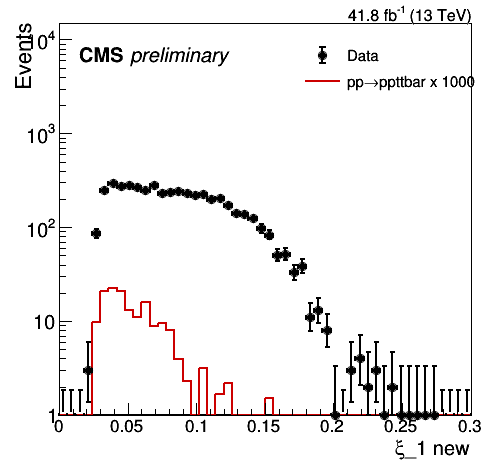 41.8 fb⁻¹ (13 TeV)
Events
CMS preliminary
Data
pp→ppttbar x 1000
10⁴
10³
10²
10
1
0 0.05 0.1 0.15 0.2 0.25 0.3
ξ_1 new